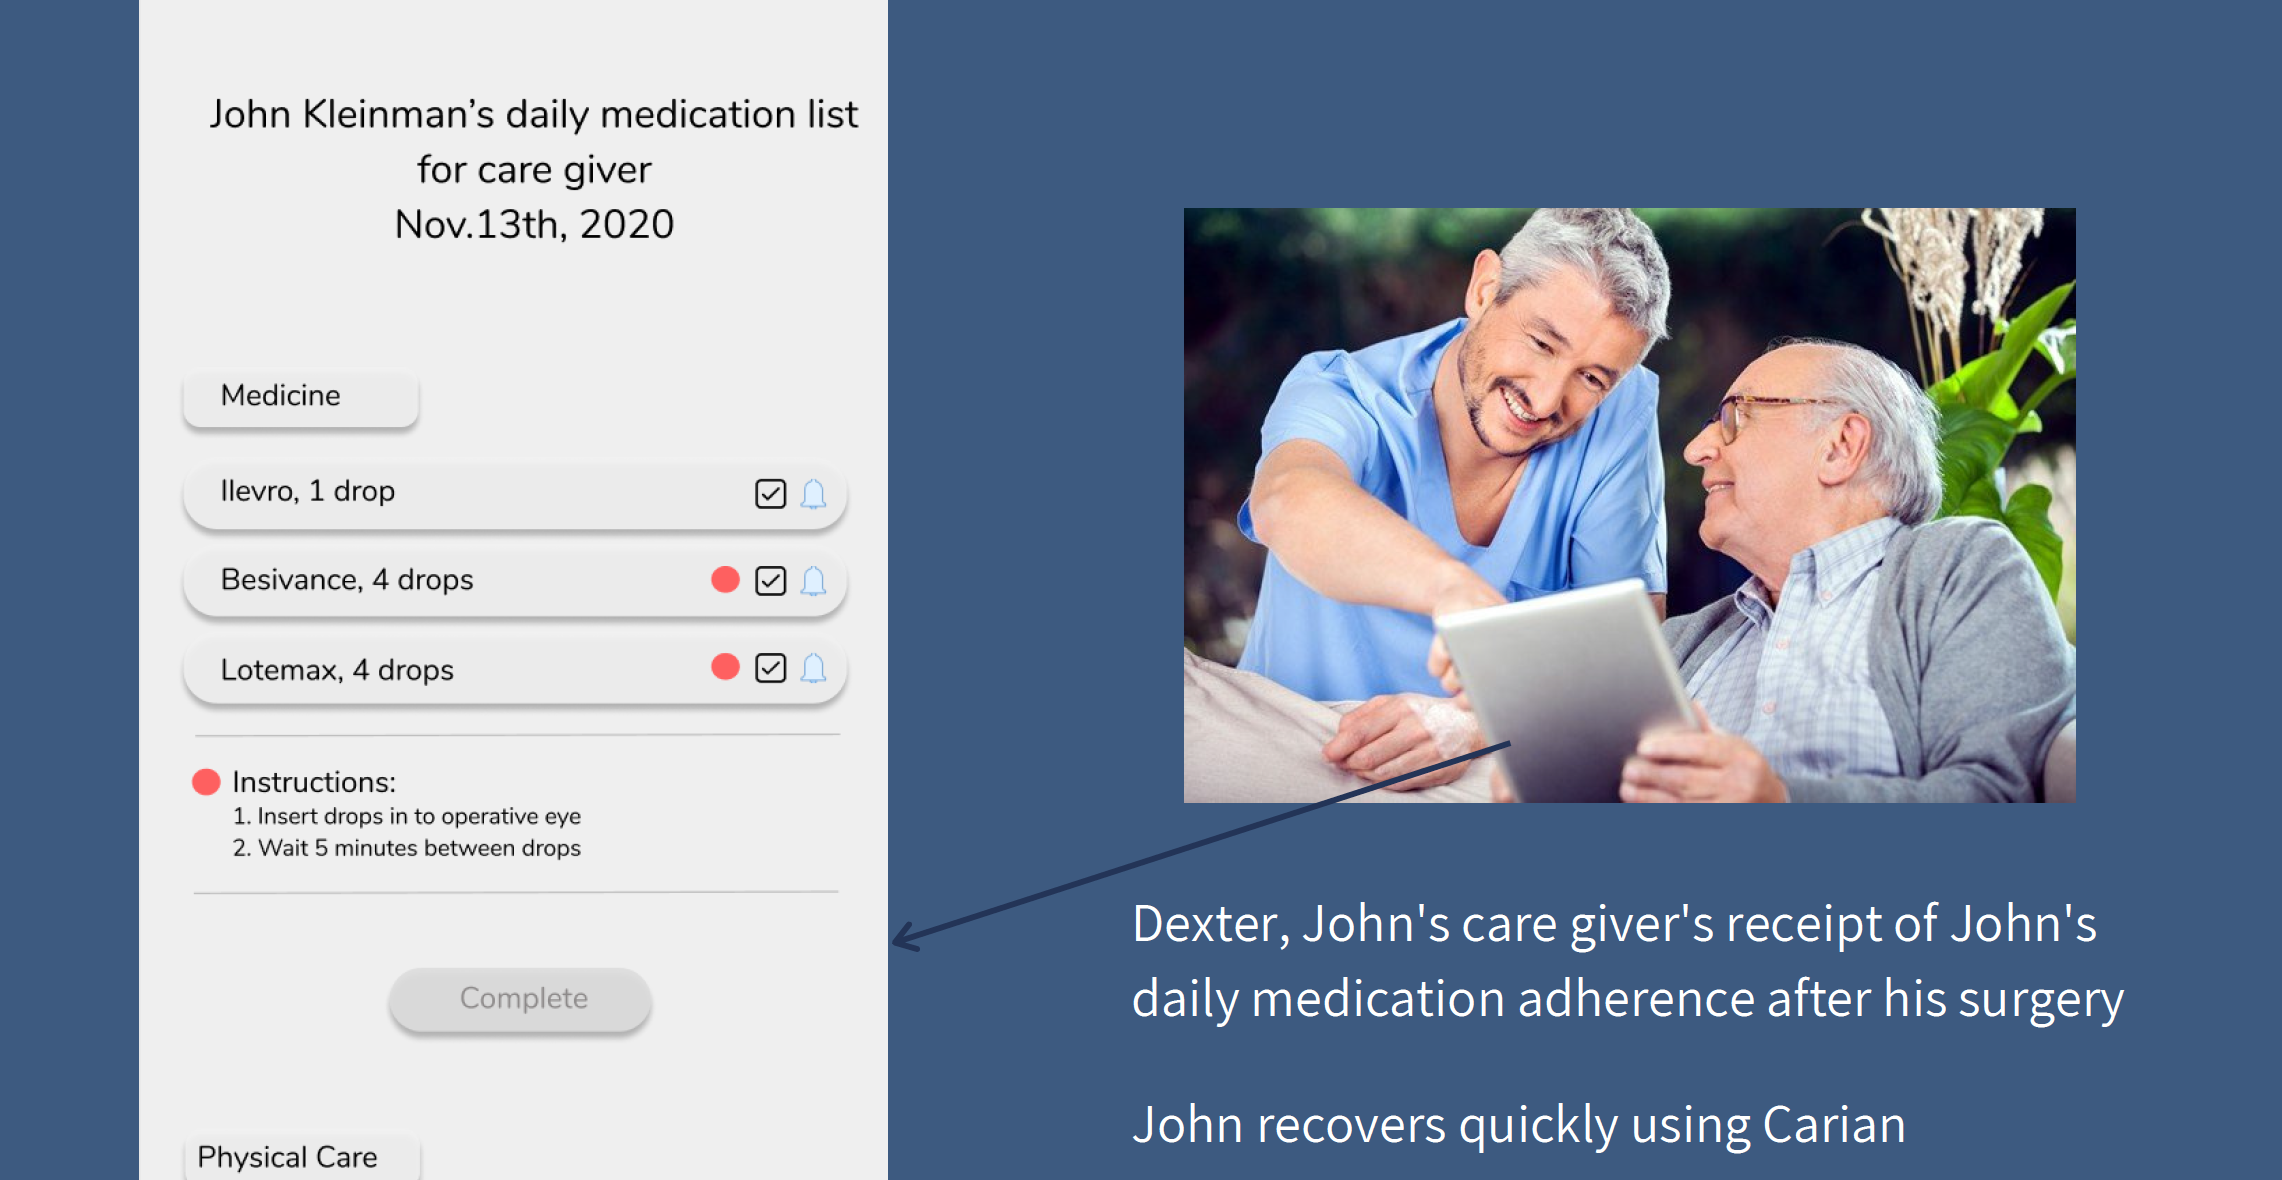 John Kleinman’s daily medication list
for care giver
Nov.13th, 2020
Medicine
Ilevro, 1 drop
Besivance, 4 drops
Lotemax, 4 drops
Instructions:
1. Insert drops in to operative eye
2. Wait 5 minutes between drops
Complete
Physical Care
Dexter, John's care giver's receipt of John's
daily medication adherence after his surgery
John recovers quickly using Carian